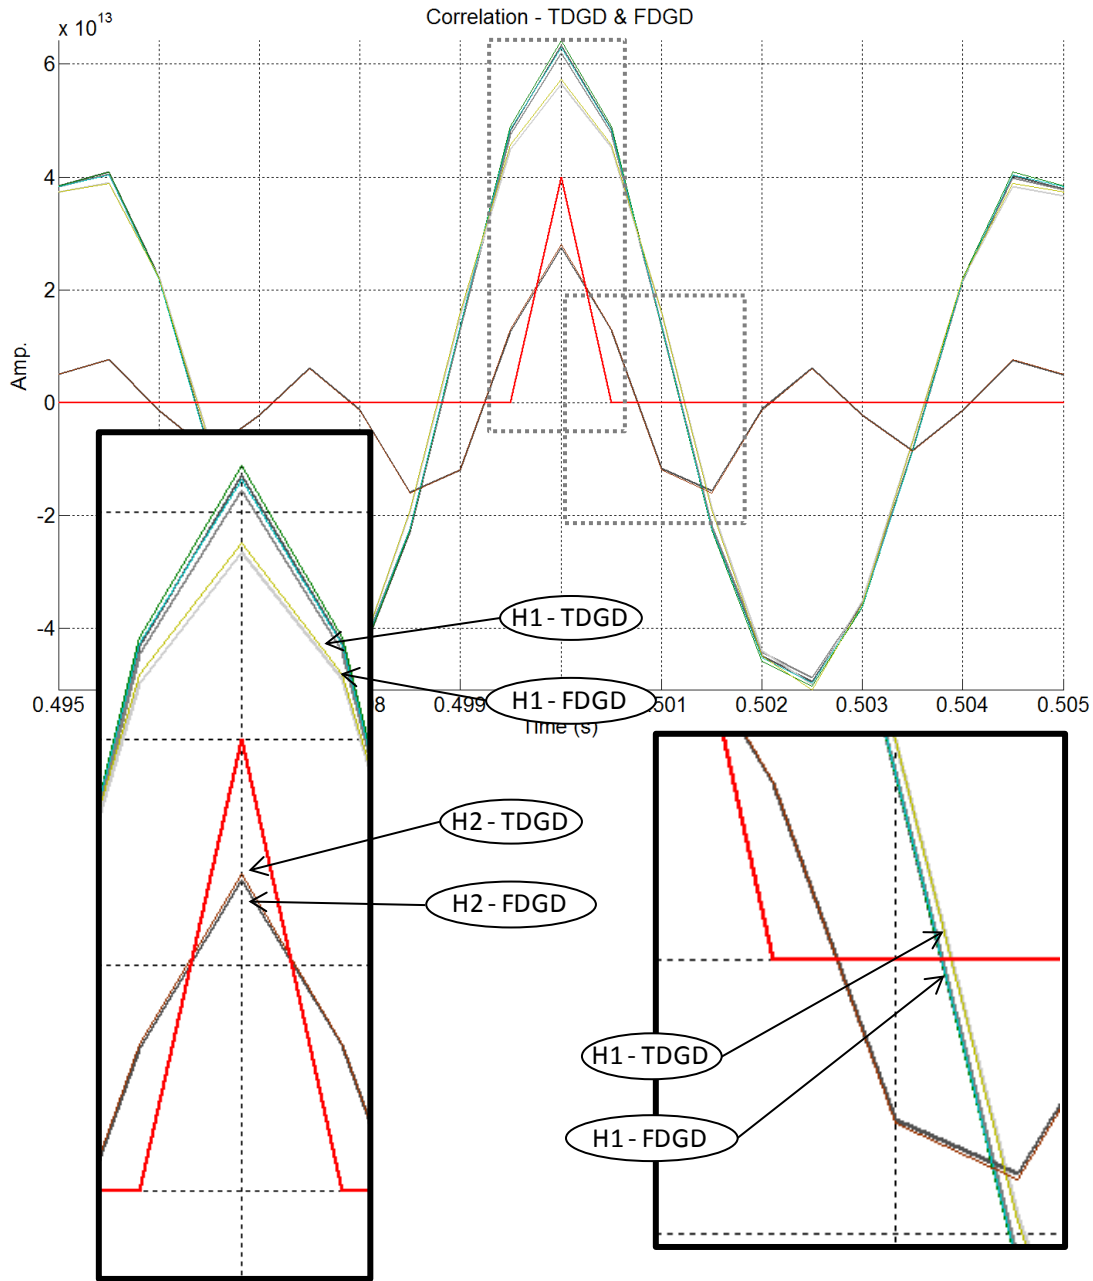 Correlation - TDGD & FDGD
x 10^13
6
4
2
0
-2
-4
Amp.
H1 - TDGD
H1 - FDGD
0.495
8
0.499
.501
0.502
0.503
0.504
0.505
Time (s)
H2 - TDGD
H2 - FDGD
H1 - TDGD
H1 - FDGD